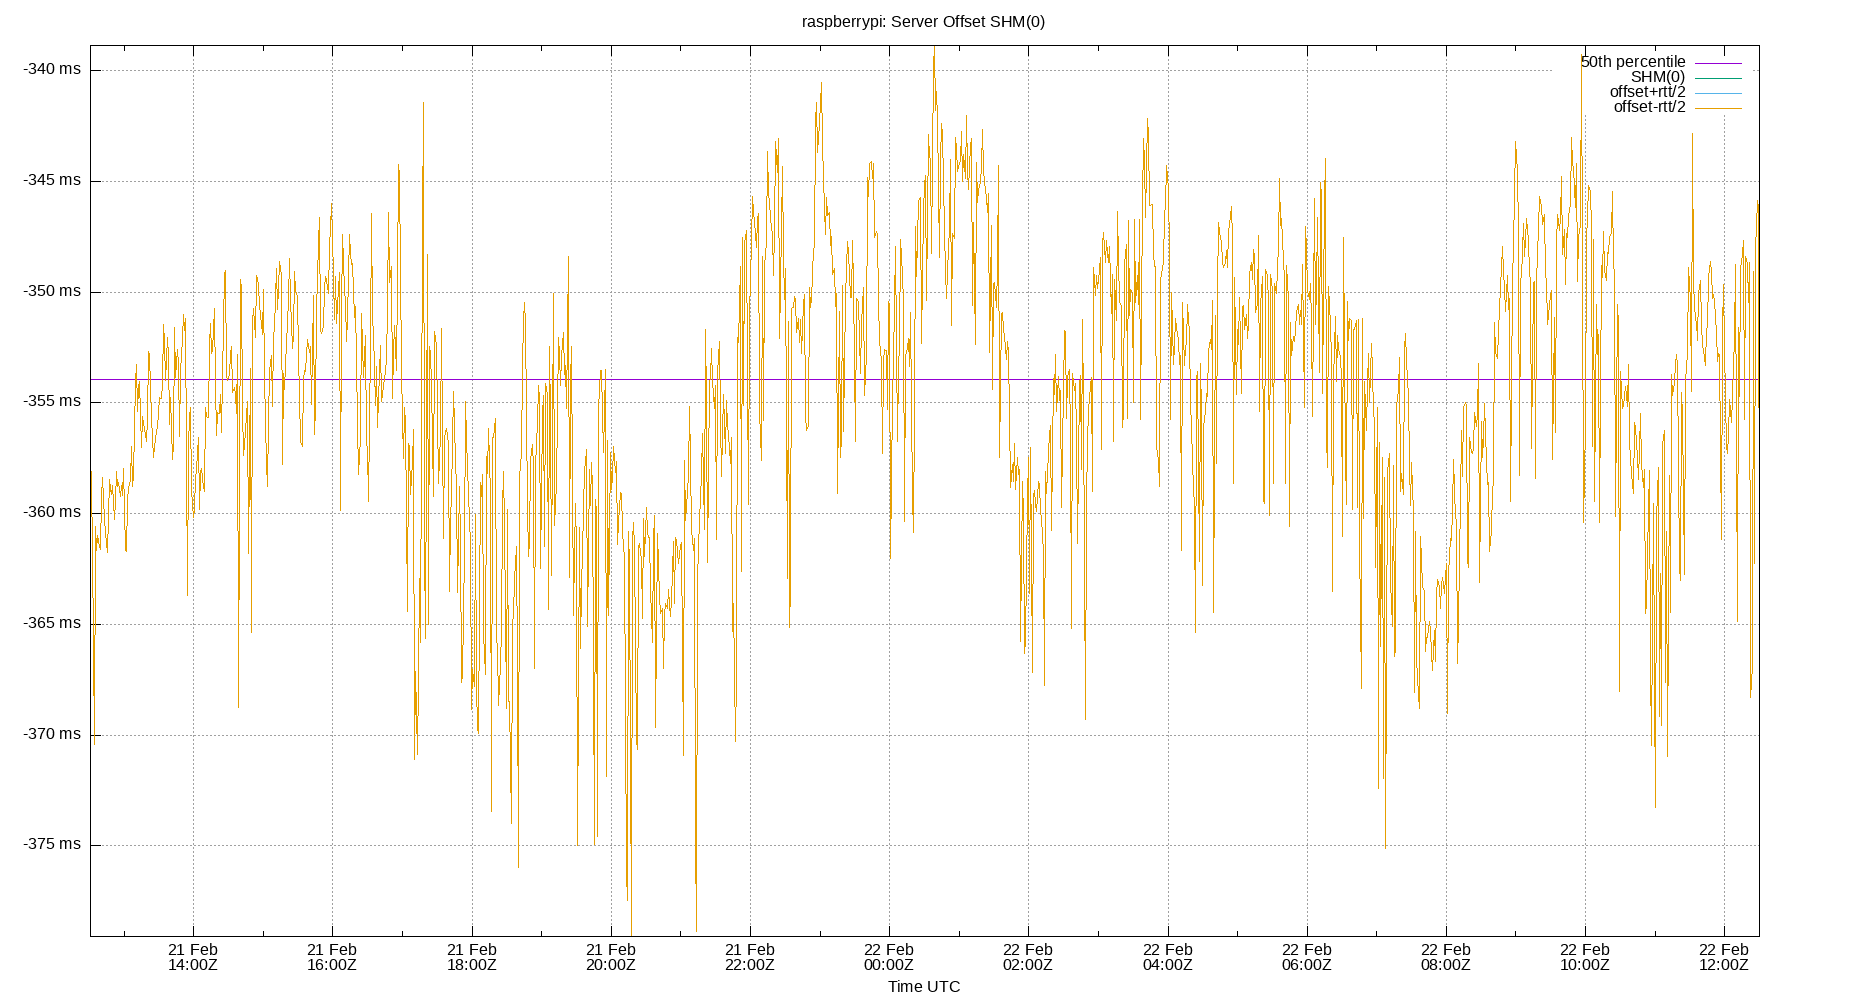 raspberrypi: Server Offset SHM(0)
-340 ms
-345 ms
-350 ms
-355 ms
-360 ms
-365 ms
-370 ms
-375 ms
50th percentile
SHM(0)
offset+rtt/2
offset-rtt/2
21 Feb
14:00Z
21 Feb
16:00Z
21 Feb
18:00Z
21 Feb
20:00Z
21 Feb
22:00Z
22 Feb
00:00Z
22 Feb
02:00Z
22 Feb
04:00Z
22 Feb
06:00Z
22 Feb
08:00Z
22 Feb
10:00Z
22 Feb
12:00Z
Time UTC